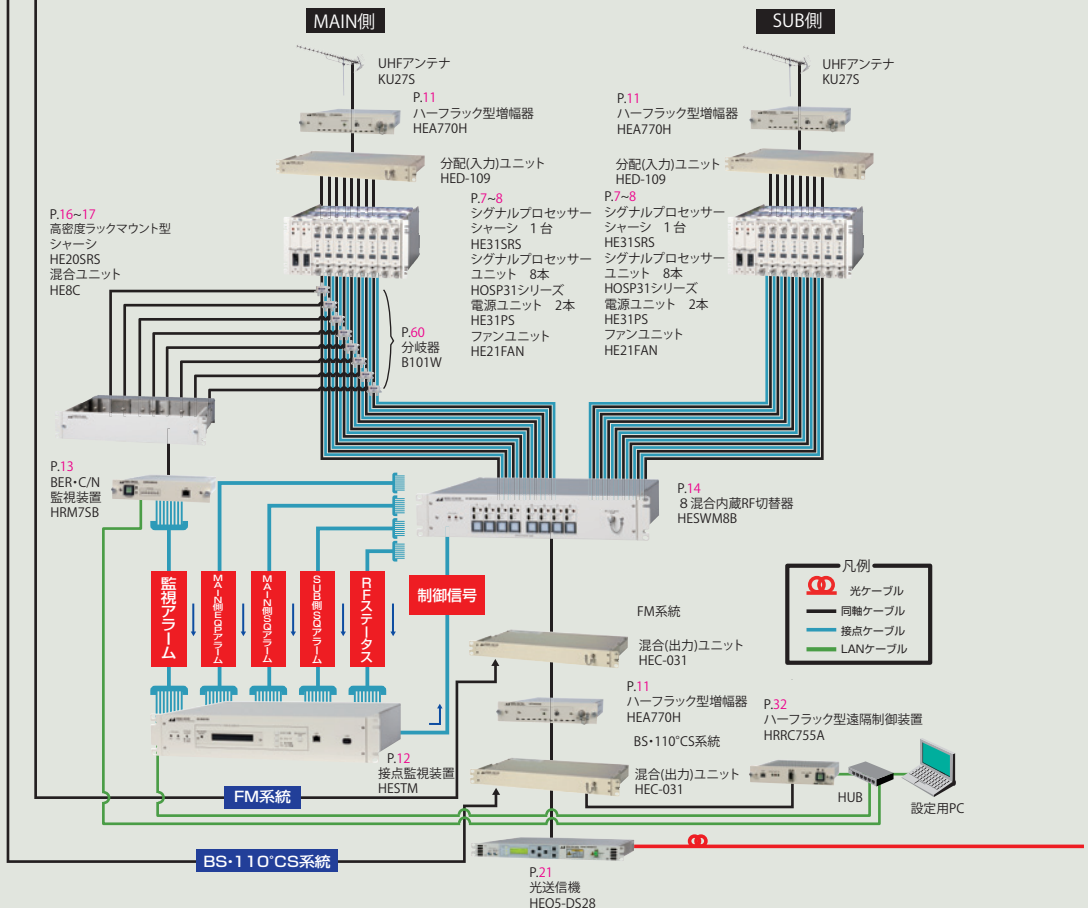 MAIN側
SUB側
UHFアンテナ
KU27S
UHFアンテナ
KU27S
P.11
ハーフラック型増幅器
HEA770H
P.11
ハーフラック型増幅器
HEA770H
分配(入力)ユニット
HED-109
分配(入力)ユニット
HED-109
P.16~17
高密度ラックマウント型
シャーシ
HE20SRS
混合ユニット
HE8C
P.7~8
シグナルプロセッサー
シャーシ 1台
HE31SRS
シグナルプロセッサー
ユニット 8本
HOSP31シリーズ
電源ユニット 2本
HE31PS
ファンユニット
HE21FAN
P.7~8
シグナルプロセッサー
シャーシ 1台
HE31SRS
シグナルプロセッサー
ユニット 8本
HOSP31シリーズ
電源ユニット 2本
HE31PS
ファンユニット
HE21FAN
P.60
分岐器
B101W
P.13
BER・C/N
監視装置
HRM7SB
P.14
8混合内蔵RF切替器
HESWM8B
監視アラーム
MAIN側EQPアラーム
MAIN側SQアラーム
SUB側SQアラーム
RFステータス
制御信号
凡例
光ケーブル
同軸ケーブル
接点ケーブル
LANケーブル
FM系統
混合(出力)ユニット
HEC-031
P.11
ハーフラック型増幅器
HEA770H
P.32
ハーフラック型遠隔制御装置
HRRC755A
BS・110°CS系統
P.12
接点監視装置
HESTM
混合(出力)ユニット
HEC-031
HUB
設定用PC
FM系統
BS・110°CS系統
P.21
光送信機
HEO5-DS28